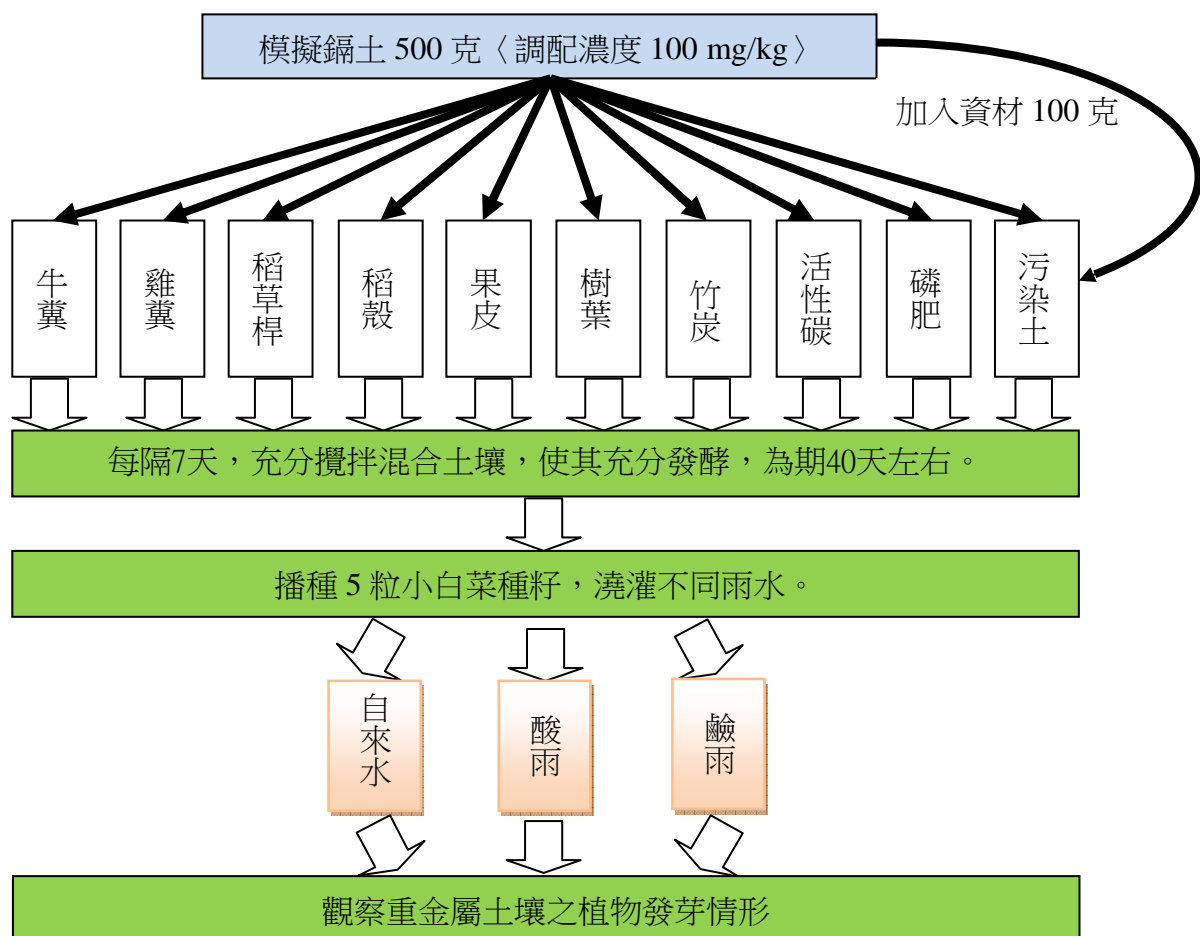 模擬鎘土 500 克〈調配濃度 100 mg/kg〉
加入資材 100 克
牛糞
雞糞
稻草桿
稻殼
果皮
樹葉
竹炭
活性碳
磷肥
污染土
每隔7天，充分攪拌混合土壤，使其充分發酵，為期40天左右。
播種 5 粒小白菜種籽，澆灌不同雨水。
自來水
酸雨
鹼雨
觀察重金屬土壤之植物發芽情形